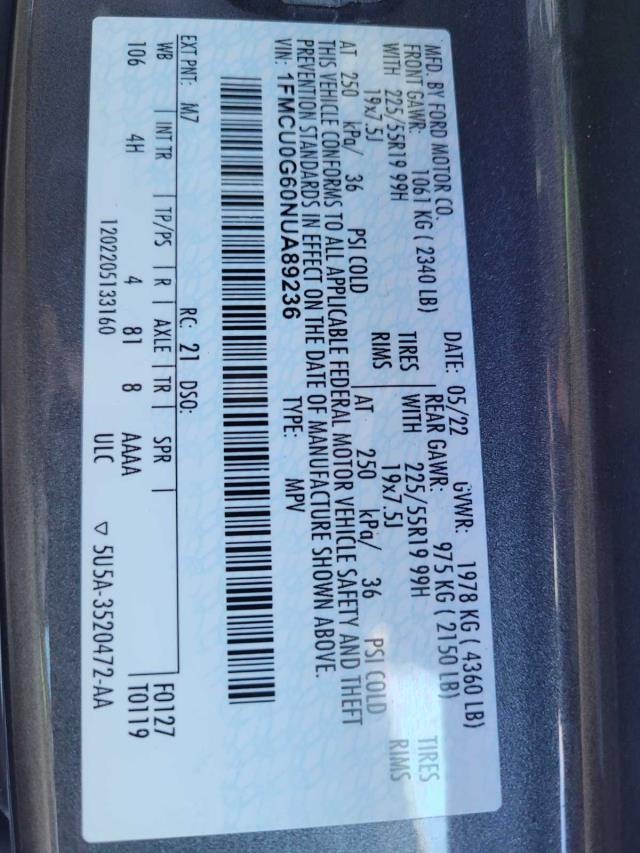 MFD. BY FORD MOTOR CO. DATE: 05/22 GVWR: 1978 KG ( 4360 LB)
FRONT GAWR: 1061 KG ( 2340 LB) REAR GAWR: 975 KG ( 2150 LB)
WITH 225/55R19 99H TIRES WITH 225/55R19 99H TIRES
19x7.5J RIMS 19x7.5J RIMS
AT 250 kPa/ 36 PSI COLD AT 250 kPa/ 36 PSI COLD
THIS VEHICLE CONFORMS TO ALL APPLICABLE FEDERAL MOTOR VEHICLE SAFETY AND THEFT
PREVENTION STANDARDS IN EFFECT ON THE DATE OF MANUFACTURE SHOWN ABOVE.
VIN: 1FMCU0G60NUA89236 TYPE: MPV
EXT PNT: M7 RC: 21 DSO: F0127
WB INT TR TP/PS R AXLE TR SPR T0119
106 4H 4 81 8 AAAA
1202205133160 ULC ▽ 5U5A-3520472-AA